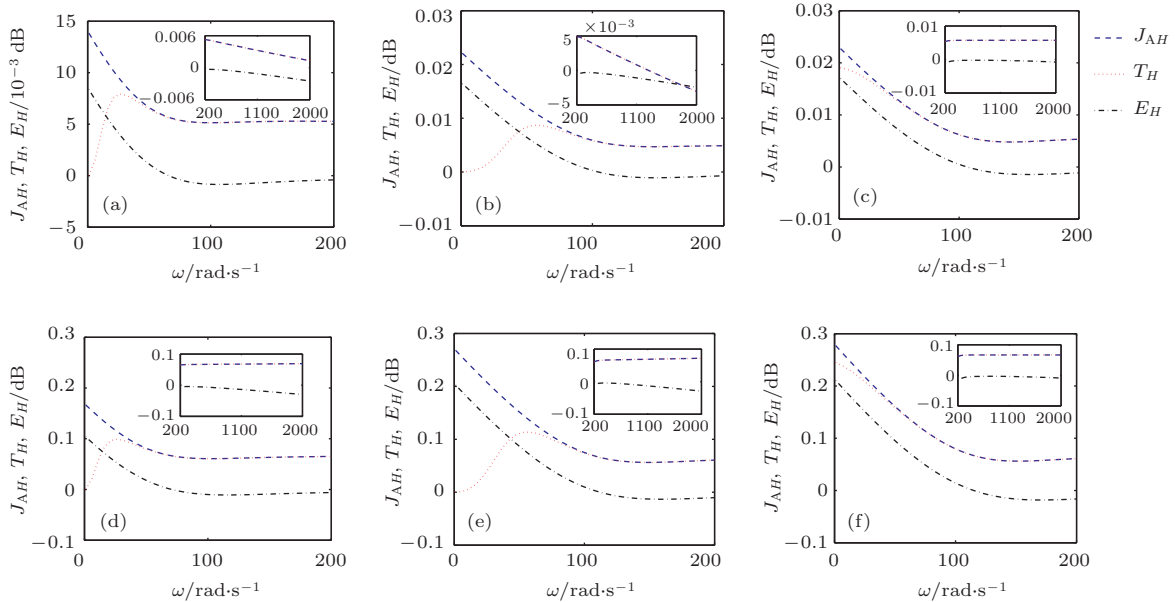 J_AH, T_H, E_H/10⁻³ dB
15
10
5
0
−5
0.006
0
−0.006
200 1100 2000
(a)
0 100 200
ω/rad·s⁻¹
J_AH, T_H, E_H/dB
0.03
0.02
0.01
0
−0.01
×10⁻³
5
0
−5
200 1100 2000
(b)
0 100 200
ω/rad·s⁻¹
J_AH, T_H, E_H/dB
0.03
0.02
0.01
0
−0.01
0.01
0
−0.01
200 1100 2000
(c)
0 100 200
ω/rad·s⁻¹
J_AH
T_H
E_H
J_AH, T_H, E_H/dB
0.3
0.2
0.1
0
−0.1
0.1
0
−0.1
200 1100 2000
(d)
0 100 200
ω/rad·s⁻¹
J_AH, T_H, E_H/dB
0.3
0.2
0.1
0
−0.1
0.1
0
−0.1
200 1100 2000
(e)
0 100 200
ω/rad·s⁻¹
J_AH, T_H, E_H/dB
0.3
0.2
0.1
0
−0.1
0.1
0
−0.1
200 1100 2000
(f)
0 100 200
ω/rad·s⁻¹